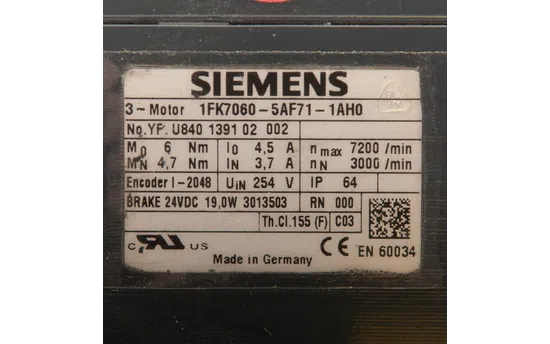 SIEMENS
3~Motor 1FK7060-5AF71-1AH0
No.YF. U840 1391 02 002
M0 6 Nm I0 4,5 A nmax 7200 /min
MN 4,7 Nm IN 3,7 A nN 3000 /min
Encoder I-2048 UIN 254 V IP 64
BRAKE 24VDC 19,0W 3013503 RN 000
Th.Cl.155 (F) C03
C US CE EN 60034
Made in Germany